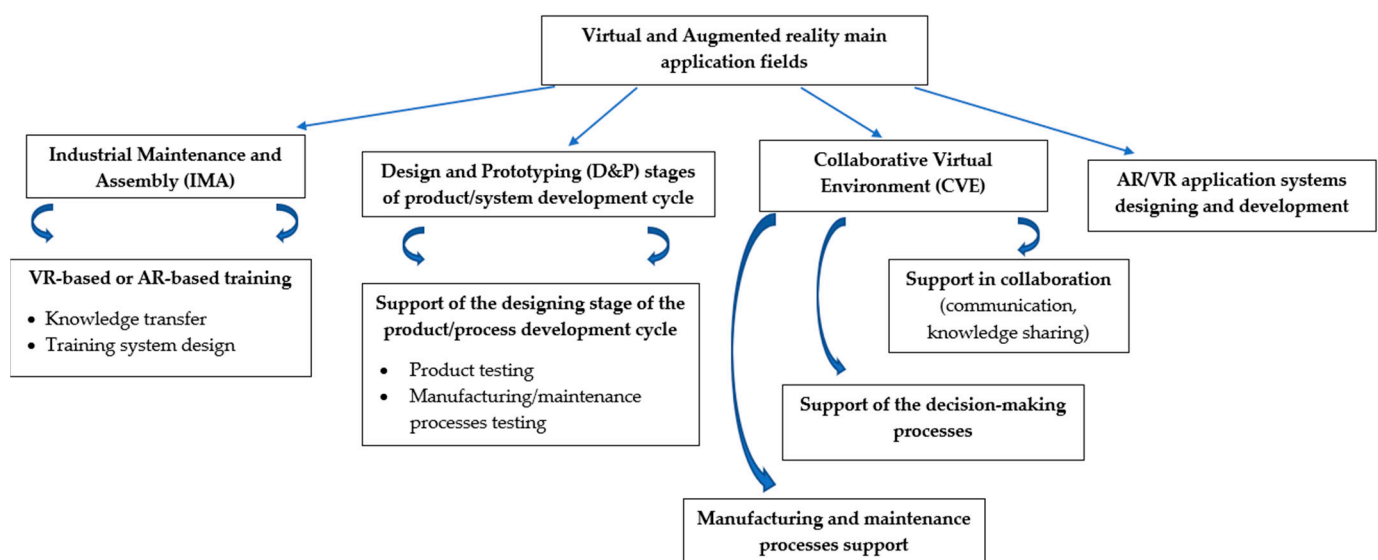 Virtual and Augmented reality main
application fields
Industrial Maintenance and
Assembly (IMA)
Design and Prototyping (D&P) stages
of product/system development cycle
Collaborative Virtual
Environment (CVE)
AR/VR application systems
designing and development
VR-based or AR-based training
• Knowledge transfer
• Training system design
Support of the designing stage of the
product/process development cycle
• Product testing
• Manufacturing/maintenance
processes testing
Support in collaboration
(communication,
knowledge sharing)
Support of the decision-making
processes
Manufacturing and maintenance
processes support